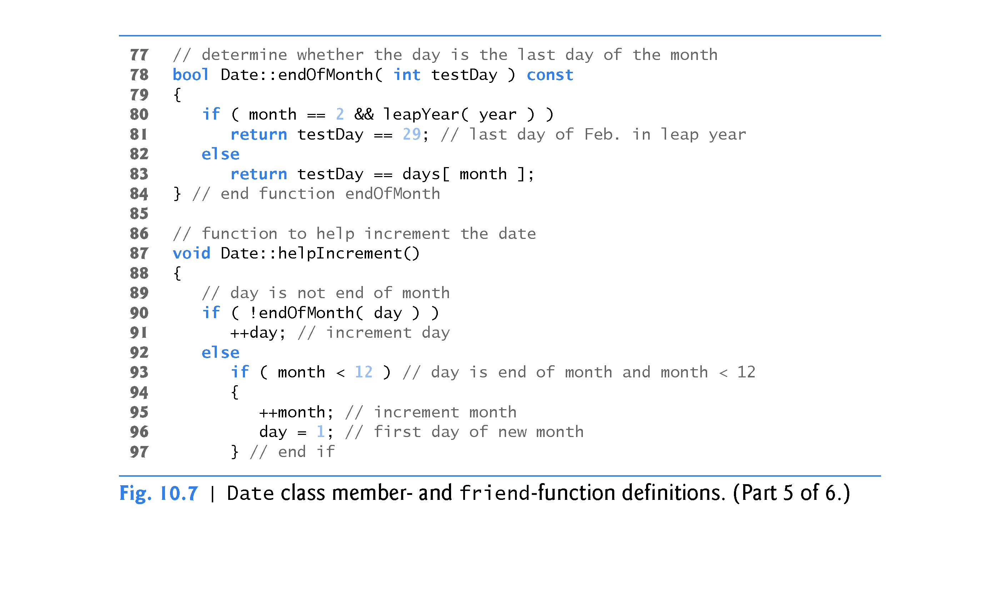 77 // determine whether the day is the last day of the month
78 bool Date::endOfMonth( int testDay ) const
79 {
80 if ( month == 2 && leapYear( year ) )
81 return testDay == 29; // last day of Feb. in leap year
82 else
83 return testDay == days[ month ];
84 } // end function endOfMonth
85
86 // function to help increment the date
87 void Date::helpIncrement()
88 {
89 // day is not end of month
90 if ( !endOfMonth( day ) )
91 ++day; // increment day
92 else
93 if ( month < 12 ) // day is end of month and month < 12
94 {
95 ++month; // increment month
96 day = 1; // first day of new month
97 } // end if
Fig. 10.7 | Date class member- and friend-function definitions. (Part 5 of 6.)